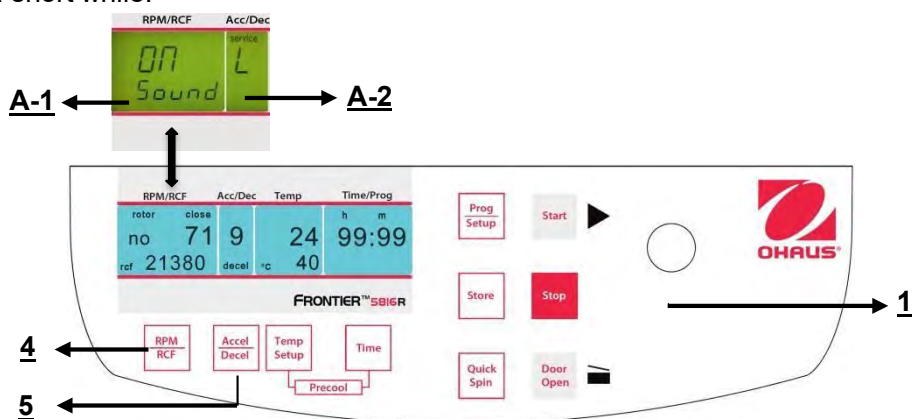 a short while.
RPM/RCF Acc/Dec
service
ON L
Sound
A-1 A-2
RPM/RCF Acc/Dec Temp Time/Prog
rotor close h m
no 71 9 24 99:99
rcf 21380 decel °c 40
FRONTIER™ 5816R
RPM
RCF
Accel
Decel
Temp
Setup
Time
Precool
Prog
Setup
Start
Store
Stop
Quick
Spin
Door
Open
OHAUS®
1
4
5